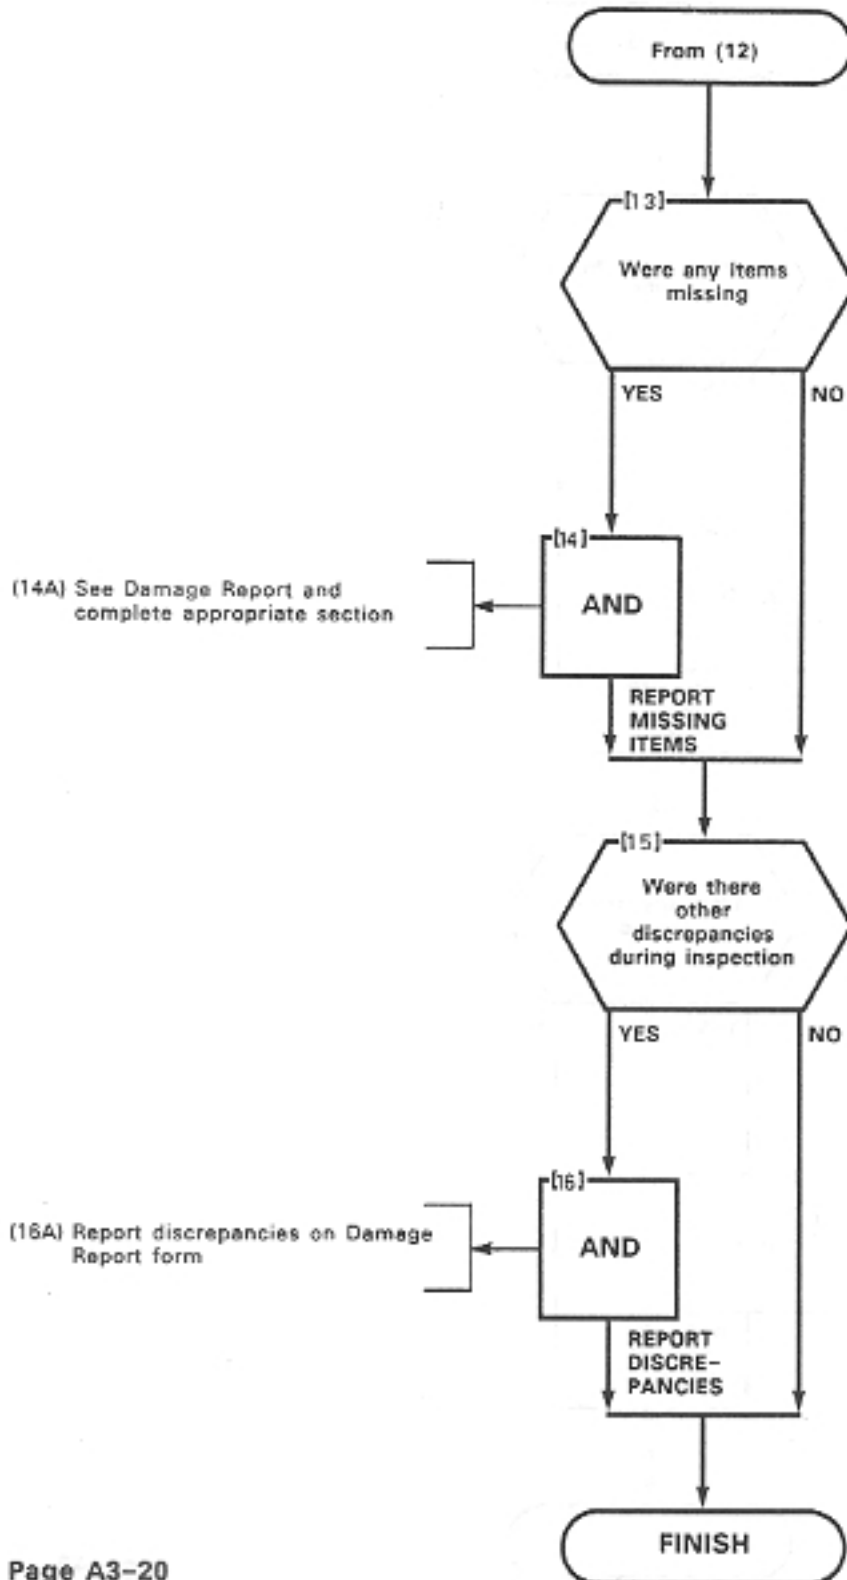 From (12)
[13]
Were any items
missing
YES
NO
[14]
AND
(14A) See Damage Report and
complete appropriate section
REPORT
MISSING
ITEMS
[15]
Were there
other
discrepancies
during inspection
YES
NO
[16]
AND
(16A) Report discrepancies on Damage
Report form
REPORT
DISCRE-
PANCIES
FINISH
Page A3-20